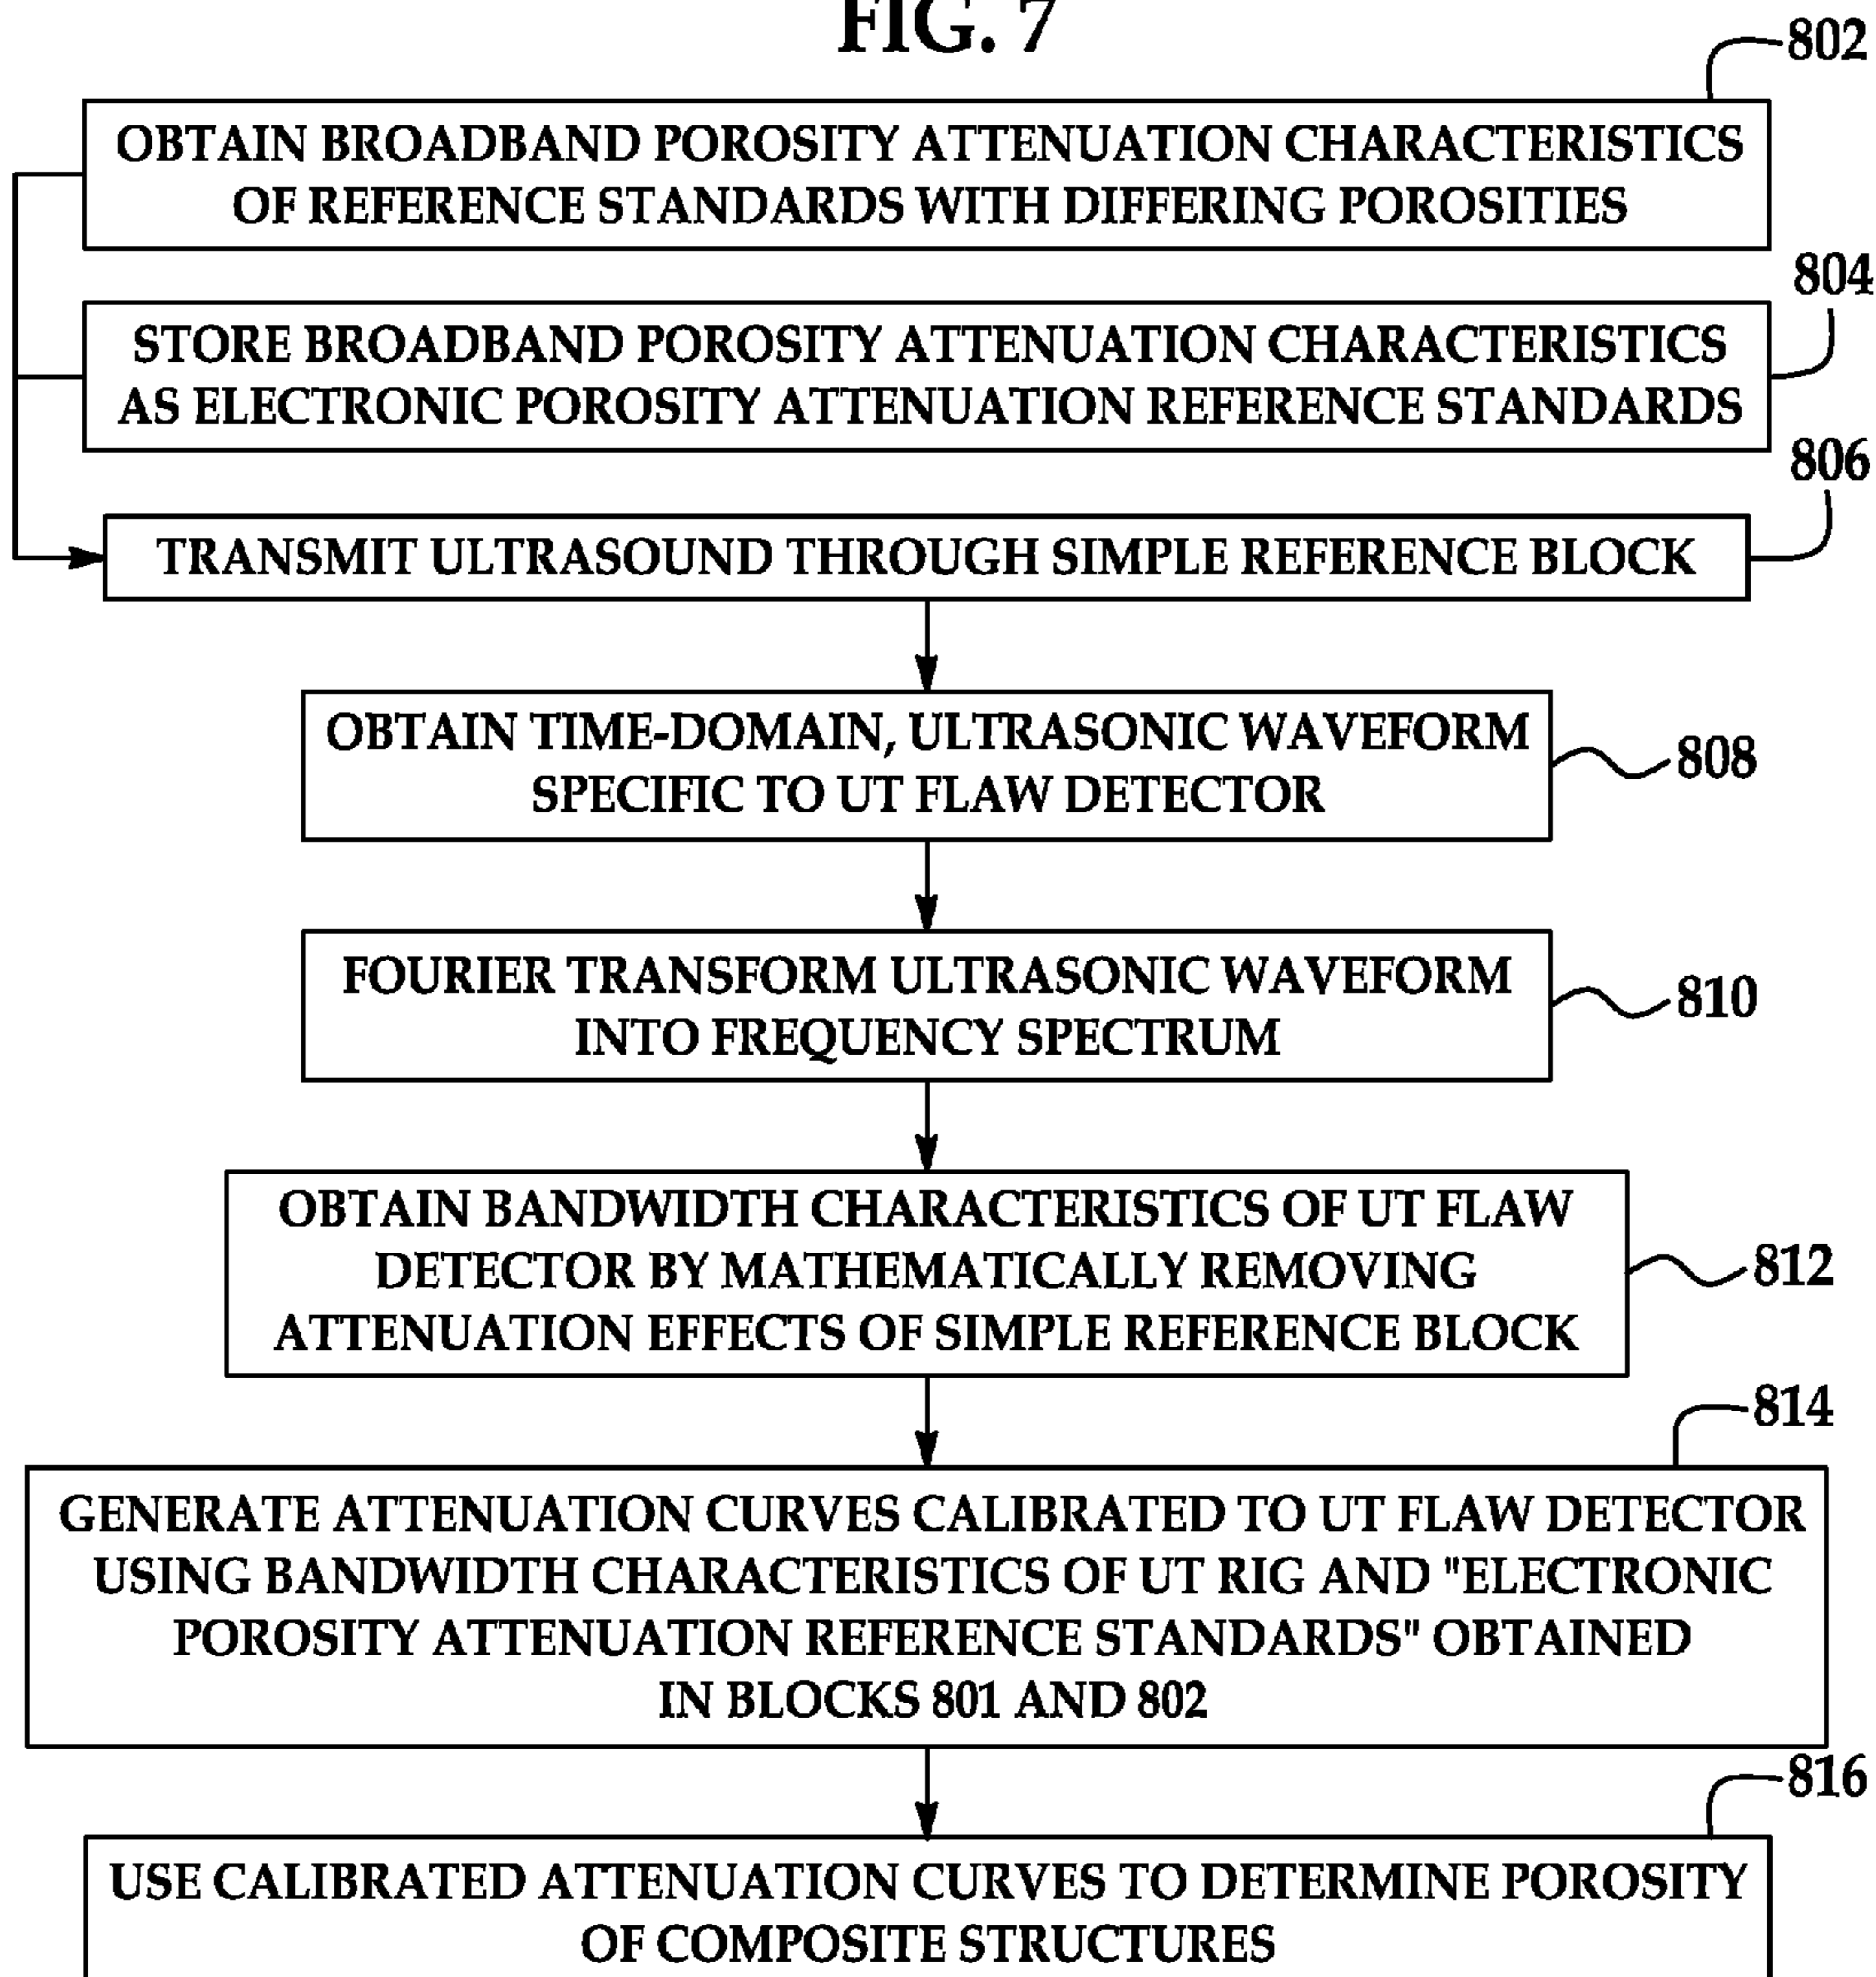 FIG. 7
802
OBTAIN BROADBAND POROSITY ATTENUATION CHARACTERISTICS
OF REFERENCE STANDARDS WITH DIFFERING POROSITIES
804
STORE BROADBAND POROSITY ATTENUATION CHARACTERISTICS
AS ELECTRONIC POROSITY ATTENUATION REFERENCE STANDARDS
806
TRANSMIT ULTRASOUND THROUGH SIMPLE REFERENCE BLOCK
OBTAIN TIME-DOMAIN, ULTRASONIC WAVEFORM
SPECIFIC TO UT FLAW DETECTOR
808
FOURIER TRANSFORM ULTRASONIC WAVEFORM
INTO FREQUENCY SPECTRUM
810
OBTAIN BANDWIDTH CHARACTERISTICS OF UT FLAW
DETECTOR BY MATHEMATICALLY REMOVING
ATTENUATION EFFECTS OF SIMPLE REFERENCE BLOCK
812
814
GENERATE ATTENUATION CURVES CALIBRATED TO UT FLAW DETECTOR
USING BANDWIDTH CHARACTERISTICS OF UT RIG AND "ELECTRONIC
POROSITY ATTENUATION REFERENCE STANDARDS" OBTAINED
IN BLOCKS 801 AND 802
816
USE CALIBRATED ATTENUATION CURVES TO DETERMINE POROSITY
OF COMPOSITE STRUCTURES